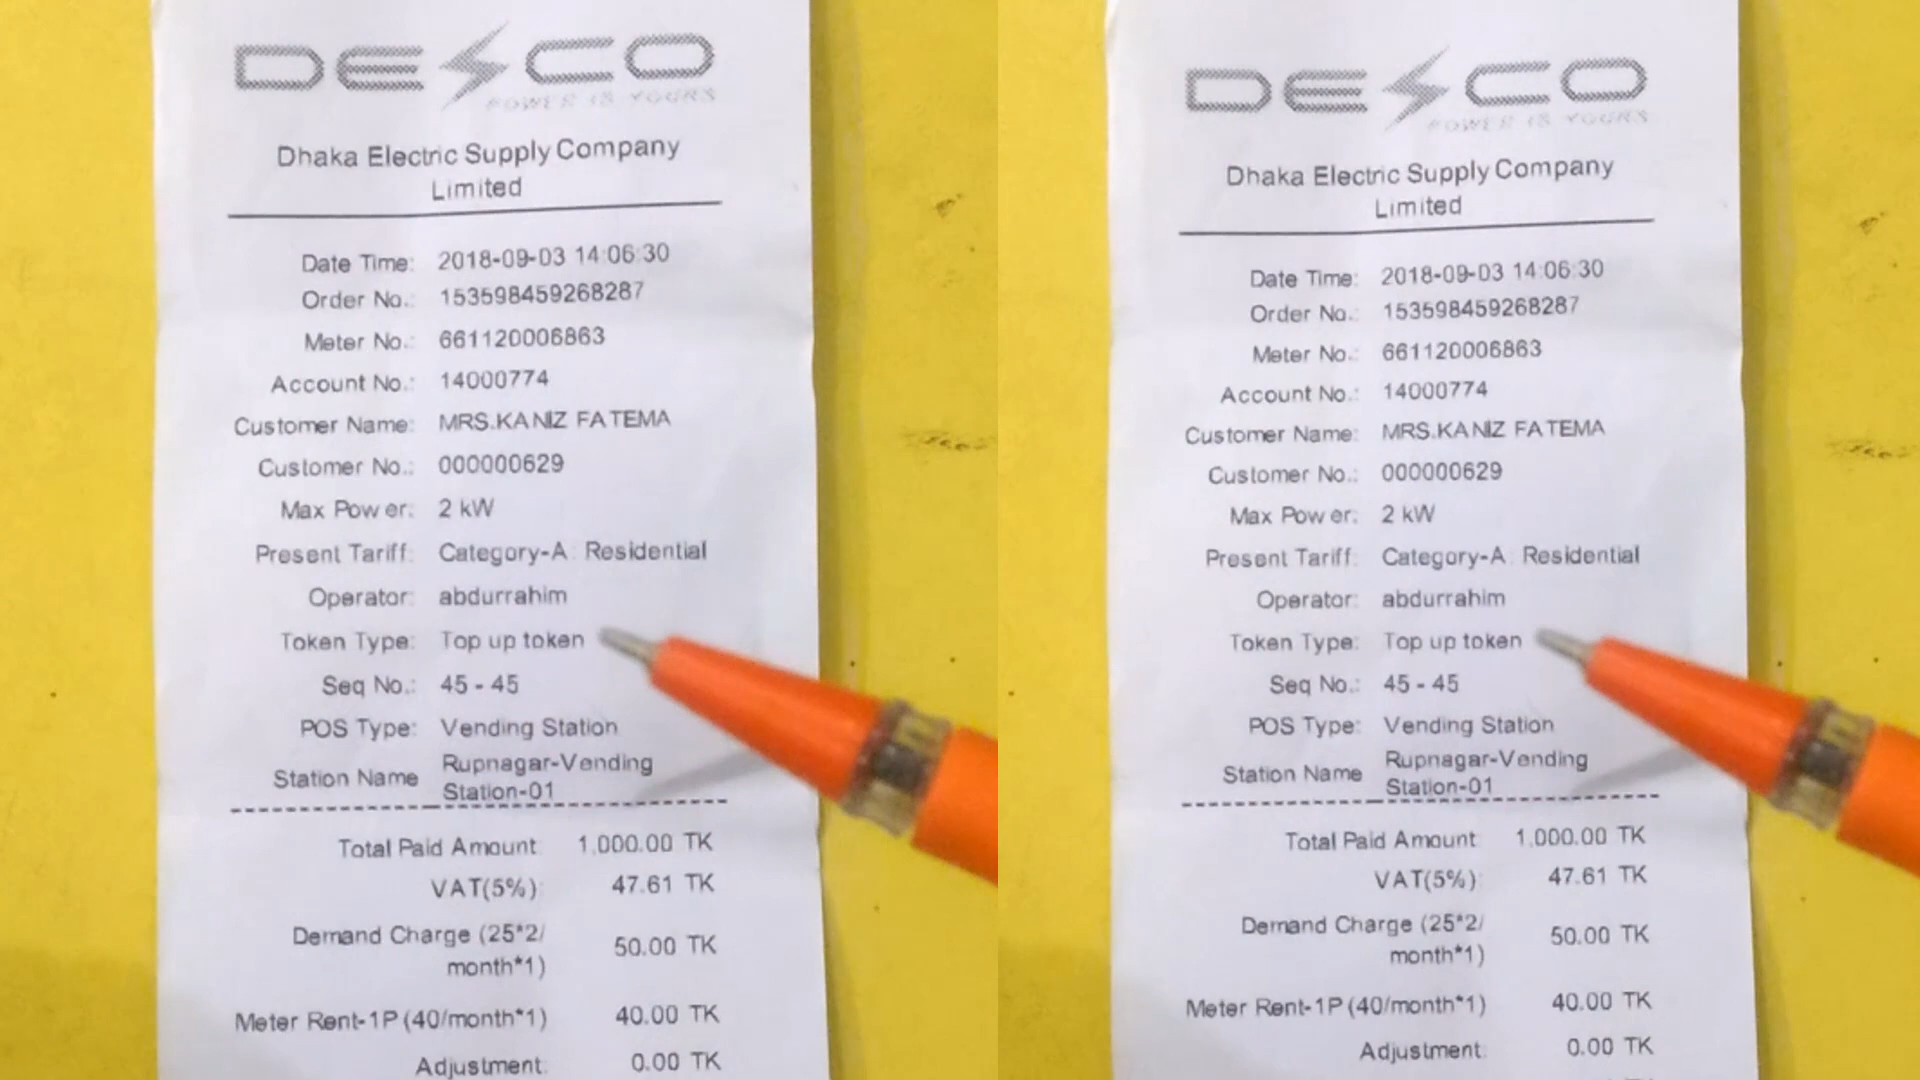 DESCO
POWER IS YOURS
Dhaka Electric Supply Company
Limited
Date Time: 2018-09-03 14:06:30
Order No.: 153598459268287
Meter No.: 661120006863
Account No.: 14000774
Customer Name: MRS.KANIZ FATEMA
Customer No.: 000000629
Max Power: 2 kW
Present Tariff: Category-A : Residential
Operator: abdurrahim
Token Type: Top up token
Seq No.: 45 - 45
POS Type: Vending Station
Station Name Rupnagar-Vending
Station-01
Total Paid Amount: 1,000.00 TK
VAT(5%): 47.61 TK
Demand Charge (25*2/
month*1) 50.00 TK
Meter Rent-1P (40/month*1) 40.00 TK
Adjustment: 0.00 TK
DESCO
POWER IS YOURS
Dhaka Electric Supply Company
Limited
Date Time: 2018-09-03 14:06:30
Order No.: 153598459268287
Meter No.: 661120006863
Account No.: 14000774
Customer Name: MRS.KANIZ FATEMA
Customer No.: 000000629
Max Power: 2 kW
Present Tariff: Category-A : Residential
Operator: abdurrahim
Token Type: Top up token
Seq No.: 45 - 45
POS Type: Vending Station
Station Name Rupnagar-Vending
Station-01
Total Paid Amount: 1,000.00 TK
VAT(5%): 47.61 TK
Demand Charge (25*2/
month*1) 50.00 TK
Meter Rent-1P (40/month*1) 40.00 TK
Adjustment: 0.00 TK